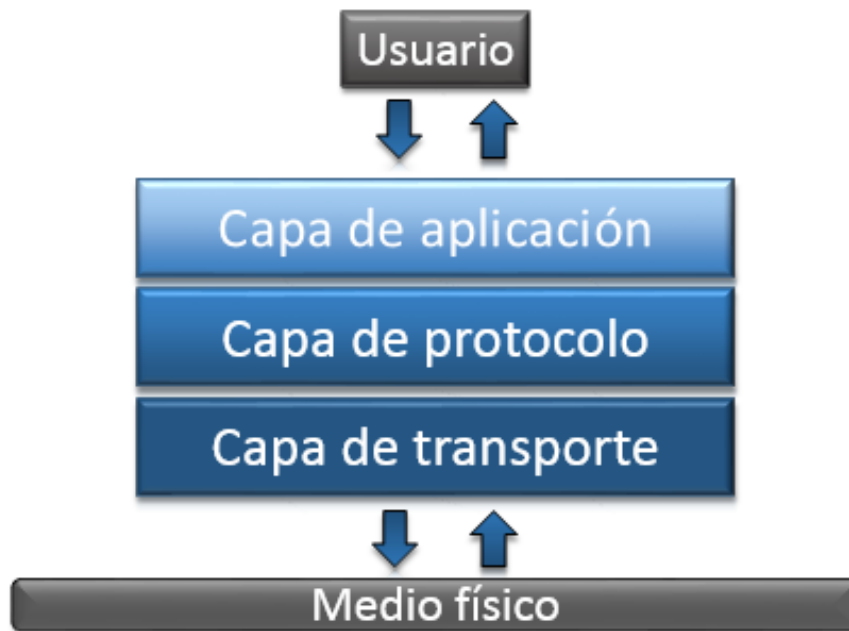 Usuario
Capa de aplicación
Capa de protocolo
Capa de transporte
Medio físico